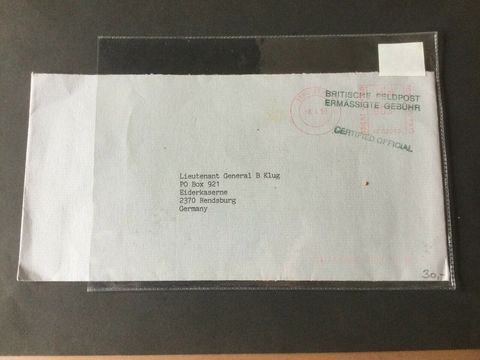 BRITISCHE FELDPOST
ERMÄSSIGTE GEBÜHR
CERTIFIED OFFICIAL
Lieutenant General B Klug
PO Box 921
Eiderkaserne
2370 Rendsburg
Germany
30,-